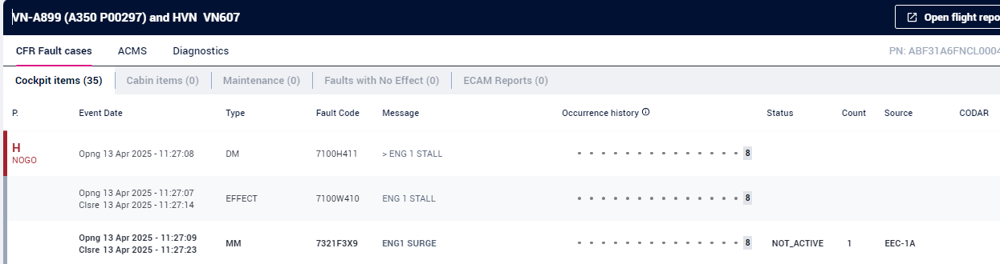 VN-A899 (A350 P00297) and HVN VN607
Open flight repo
CFR Fault cases ACMS Diagnostics PN: ABF31A6FNCL0004
Cockpit items (35) Cabin items (0) Maintenance (0) Faults with No Effect (0) ECAM Reports (0)
P. Event Date Type Fault Code Message Occurrence history Status Count Source CODAR
H
NOGO
Opng 13 Apr 2025 - 11:27:08 DM 7100H411 > ENG 1 STALL 8
Opng 13 Apr 2025 - 11:27:07
Clsre 13 Apr 2025 - 11:27:14
EFFECT 7100W410 ENG 1 STALL 8
Opng 13 Apr 2025 - 11:27:09
Clsre 13 Apr 2025 - 11:27:23
MM 7321F3X9 ENG1 SURGE 8 NOT_ACTIVE 1 EEC-1A